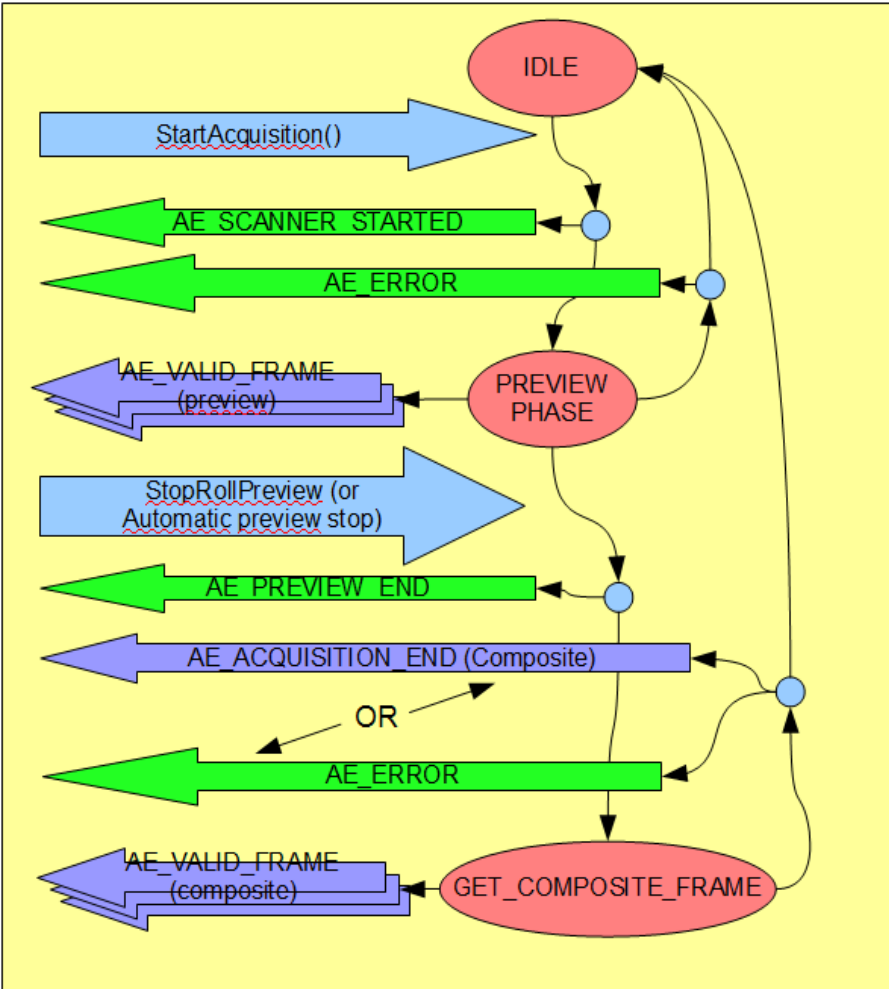 IDLE
StartAcquisition()
AE_SCANNER_STARTED
AE_ERROR
AE_VALID_FRAME
(preview)
PREVIEW
PHASE
StopRollPreview (or
Automatic preview stop)
AE_PREVIEW_END
AE_ACQUISITION_END (Composite)
OR
AE_ERROR
AE_VALID_FRAME
(composite)
GET_COMPOSITE_FRAME